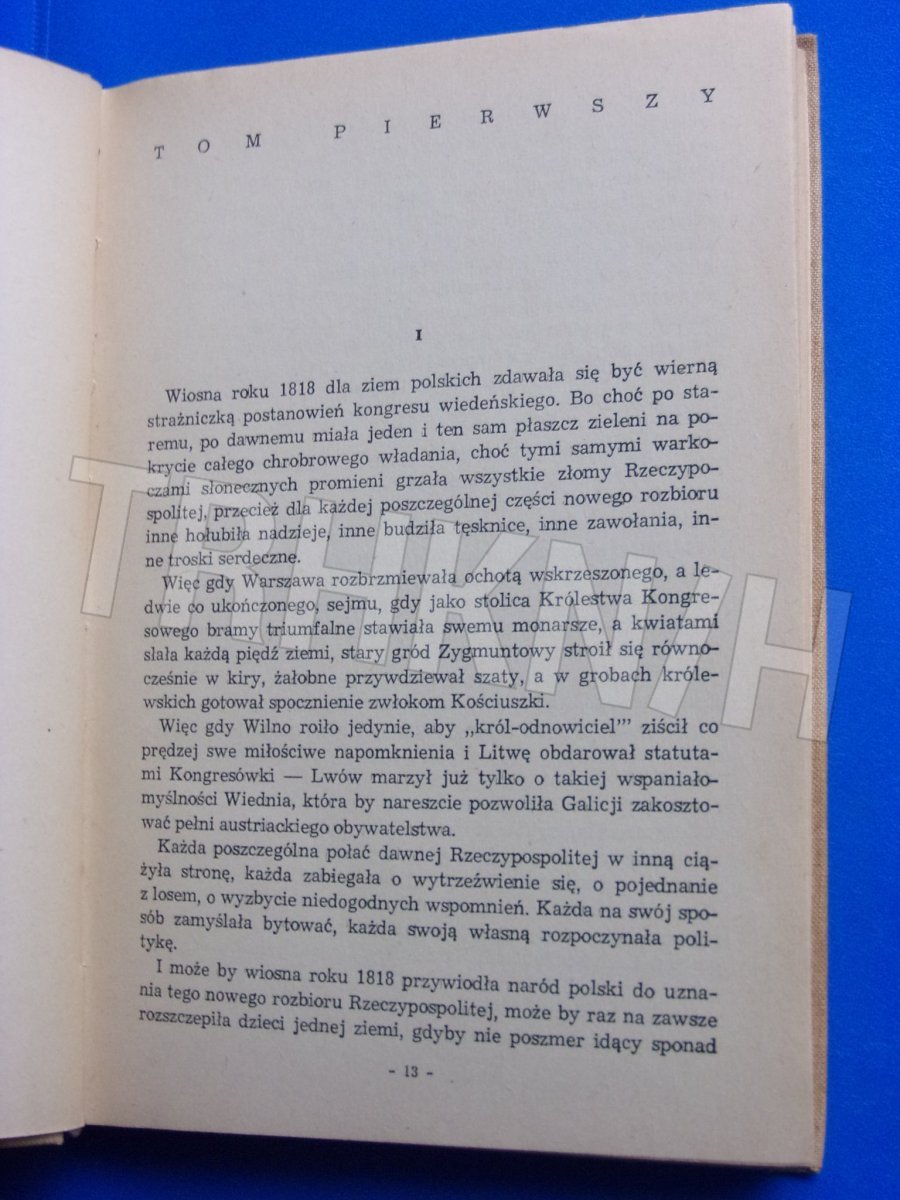 TOM PIERWSZY
I
Wiosna roku 1818 dla ziem polskich zdawała się być wierną
strażniczką postanowień kongresu wiedeńskiego. Bo choć po sta-
remu, po dawnemu miała jeden i ten sam płaszcz zieleni na po-
krycie całego chrobrowego władania, choć tymi samymi warko-
czami słonecznych promieni grzała wszystkie złomy Rzeczypo-
spolitej, przecież dla każdej poszczególnej części nowego rozbioru
inne hołubiła nadzieje, inne budziła tęsknice, inne zawołania, in-
ne troski serdeczne.
Więc gdy Warszawa rozbrzmiewała ochotą wskrzeszonego, a le-
dwie co ukończonego, sejmu, gdy jako stolica Królestwa Kongre-
sowego bramy triumfalne stawiała swemu monarsze, a kwiatami
słała każdą piędź ziemi, stary gród Zygmuntowy stroił się równo-
cześnie w kiry, żałobne przywdziewał szaty, a w grobach króle-
wskich gotował spocznienie zwłokom Kościuszki.
Więc gdy Wilno roiło jedynie, aby „król-odnowiciel”' ziścił co
prędzej swe miłościwe napomknienia i Litwę obdarował statuta-
mi Kongresówki — Lwów marzył już tylko o takiej wspaniało-
myślności Wiednia, która by nareszcie pozwoliła Galicji zakoszto-
wać pełni austriackiego obywatelstwa.
Każda poszczególna połać dawnej Rzeczypospolitej w inną cią-
żyła stronę, każda zabiegała o wytrzeźwienie się, o pojednanie
z losem, o wyzbycie niedogodnych wspomnień. Każda na swój spo-
sób zamyślała bytować, każda swoją własną rozpoczynała poli-
tykę.
I może by wiosna roku 1818 przywiodła naród polski do uzna-
nia tego nowego rozbioru Rzeczypospolitej, może by raz na zawsze
rozszczepiła dzieci jednej ziemi, gdyby nie poszmer idący sponad
- 13 -
TRHKN/H